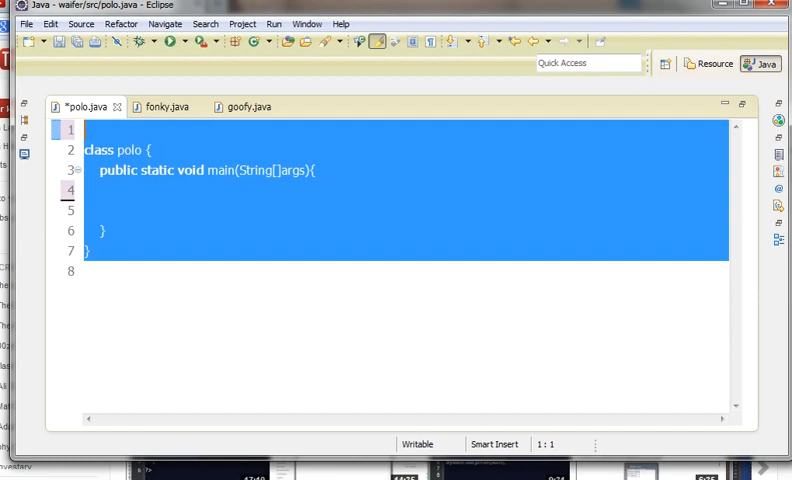 Java - waifer/src/polo.java - Eclipse
File Edit Source Refactor Navigate Search Project Run Window Help
Quick Access Resource Java
*polo.java fonky.java goofy.java
1
2 class polo {
3 public static void main(String[]args){
4
5
6 }
7 }
8
Writable Smart Insert 1 : 1